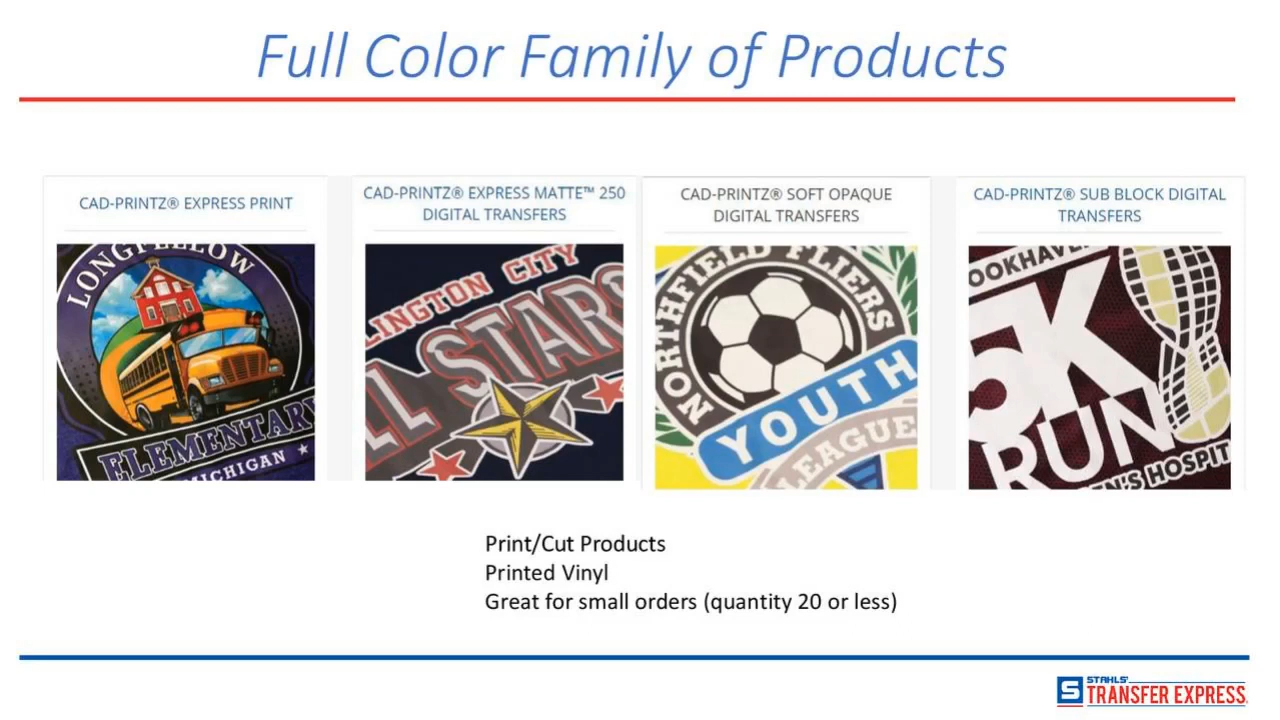 Full Color Family of Products
CAD-PRINTZ® EXPRESS PRINT
CAD-PRINTZ® EXPRESS MATTE™ 250
DIGITAL TRANSFERS
CAD-PRINTZ® SOFT OPAQUE
DIGITAL TRANSFERS
CAD-PRINTZ® SUB BLOCK DIGITAL
TRANSFERS
LONGFELLOW
ELEMENTARY
MICHIGAN
LINGTON CITY
LL STARS
NORTHFIELD FLIERS
YOUTH
LEAGUE
OOKHAVE
5K
RUN
EN'S HOSPIT
Print/Cut Products
Printed Vinyl
Great for small orders (quantity 20 or less)
S STAHLS'
TRANSFER EXPRESS.